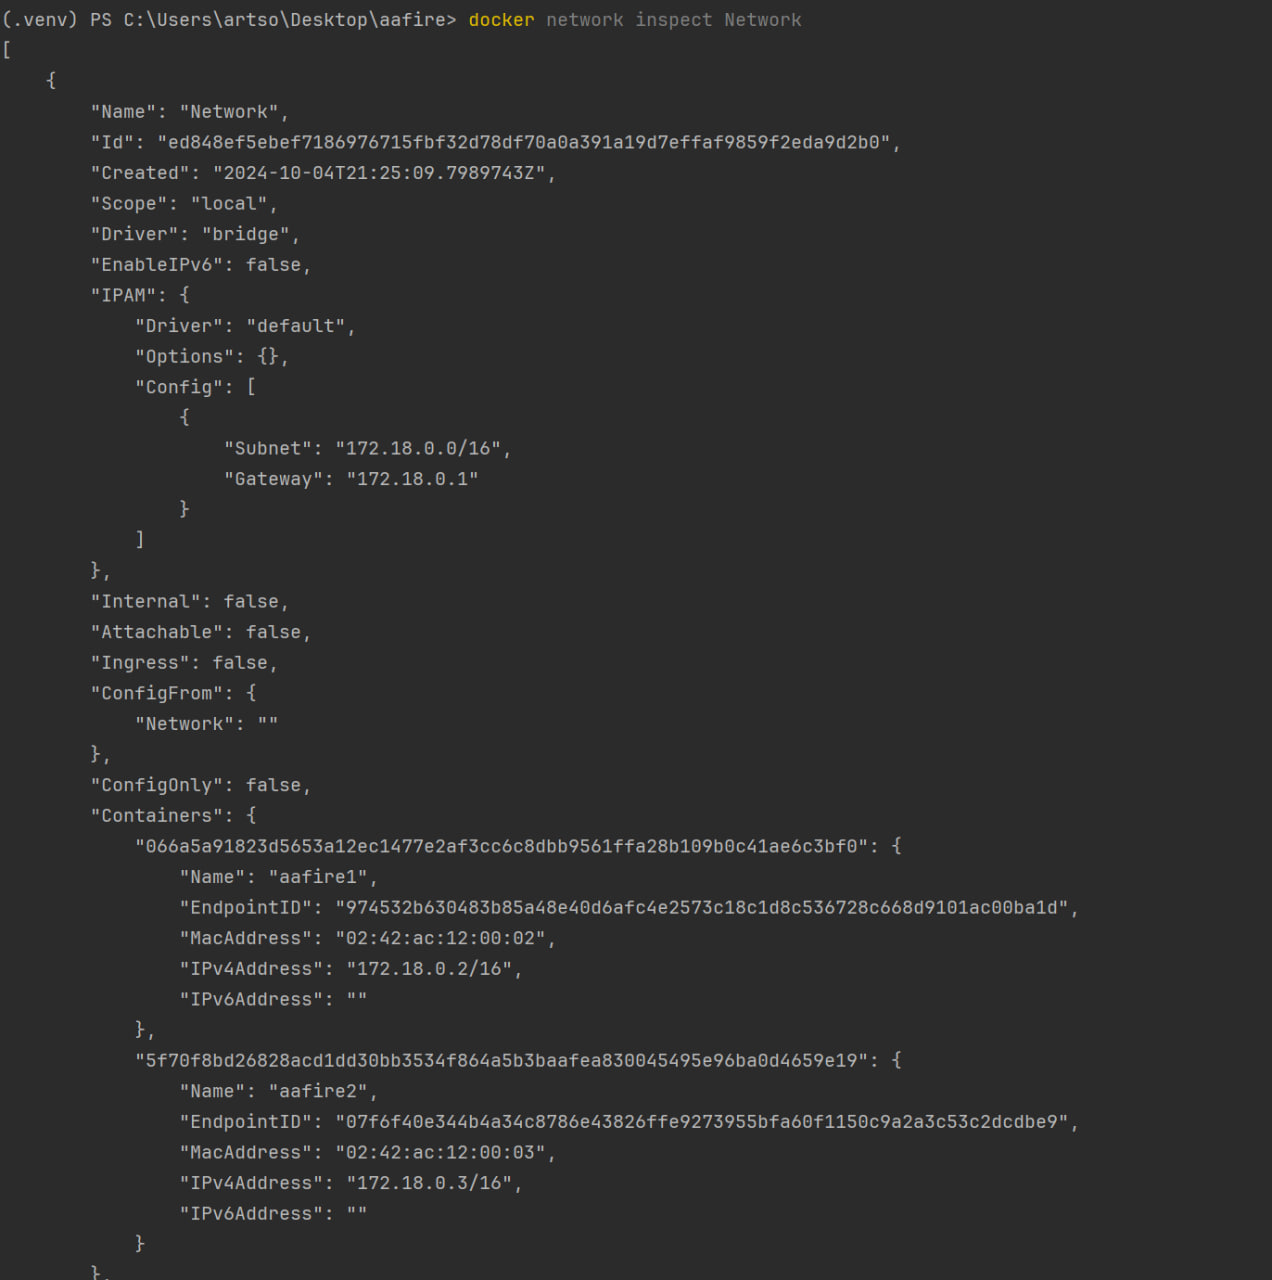 (.venv) PS C:\Users\artso\Desktop\aafire> docker network inspect Network
[
    {
        "Name": "Network",
        "Id": "ed848ef5ebef7186976715fbf32d78df70a0a391a19d7effaf9859f2eda9d2b0",
        "Created": "2024-10-04T21:25:09.7989743Z",
        "Scope": "local",
        "Driver": "bridge",
        "EnableIPv6": false,
        "IPAM": {
            "Driver": "default",
            "Options": {},
            "Config": [
                {
                    "Subnet": "172.18.0.0/16",
                    "Gateway": "172.18.0.1"
                }
            ]
        },
        "Internal": false,
        "Attachable": false,
        "Ingress": false,
        "ConfigFrom": {
            "Network": ""
        },
        "ConfigOnly": false,
        "Containers": {
            "066a5a91823d5653a12ec1477e2af3cc6c8dbb9561ffa28b109b0c41ae6c3bf0": {
                "Name": "aafire1",
                "EndpointID": "974532b630483b85a48e40d6afc4e2573c18c1d8c536728c668d9101ac00ba1d",
                "MacAddress": "02:42:ac:12:00:02",
                "IPv4Address": "172.18.0.2/16",
                "IPv6Address": ""
            },
            "5f70f8bd26828acd1dd30bb3534f864a5b3baafea830045495e96ba0d4659e19": {
                "Name": "aafire2",
                "EndpointID": "07f6f40e344b4a34c8786e43826ffe9273955bfa60f1150c9a2a3c53c2dcdbe9",
                "MacAddress": "02:42:ac:12:00:03",
                "IPv4Address": "172.18.0.3/16",
                "IPv6Address": ""
            }
        },